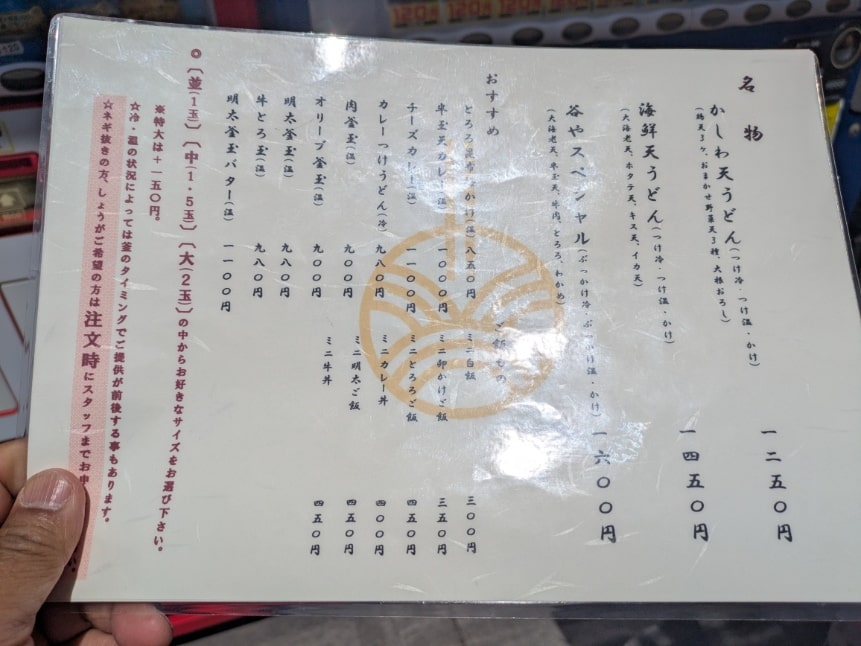 名物
かしわ天うどん(つけ冷・つけ温・かけ) 一二五〇円
(鶏天3ケ、おまかせ野菜天3種、大根おろし)
海鮮天うどん(つけ冷・つけ温・かけ) 一四五〇円
(大海老天、ホタテ天、キス天、イカ天)
谷やスペシャル(ぶっかけ冷・ぶっかけ温・かけ) 一六〇〇円
(大海老天、半玉天、牛肉、とろろ、わかめ)
おすすめ
とろろ昆布かけ(温) 八五〇円
半玉天カレー(温) 一〇〇〇円
チーズカレー(温) 一一〇〇円
カレーつけうどん(冷) 九八〇円
肉釜玉(温) 九〇〇円
オリーブ釜玉(温) 九〇〇円
明太釜玉(温) 九八〇円
牛とろ玉(温) 九八〇円
明太釜玉バター(温) 一一〇〇円
ご飯もの
ミニ白飯 三〇〇円
ミニ卵かけご飯 三五〇円
ミニとろろご飯 四五〇円
ミニカレー丼 四〇〇円
ミニ明太ご飯 四五〇円
ミニ牛丼 四五〇円
◎〔並(1玉)〕〔中(1・5玉)〕〔大(2玉)〕の中からお好きなサイズをお選び下さい。
※特大は+一五〇円。
☆冷・温の状況によっては釜のタイミングでご提供が前後する事もあります。
☆ネギ抜きの方、しょうがご希望の方は注文時にスタッフまでお申